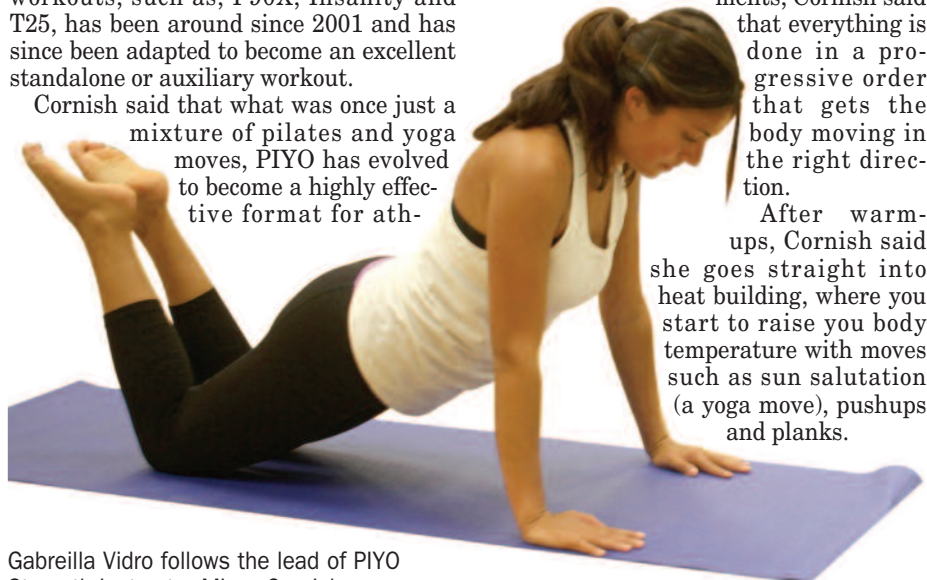 workouts, such as, P90X, Insanity and
T25, has been around since 2001 and has
since been adapted to become an excellent
standalone or auxiliary workout.
Cornish said that what was once just a
mixture of pilates and yoga
moves, PIYO has evolved
to become a highly effec-
tive format for ath-
ments, Cornish said
that everything is
done in a pro-
gressive order
that gets the
body moving in
the right direc-
tion.
After warm-
ups, Cornish said
she goes straight into
heat building, where you
start to raise you body
temperature with moves
such as sun salutation
(a yoga move), pushups
and planks.
Gabreilla Vidro follows the lead of PIYO